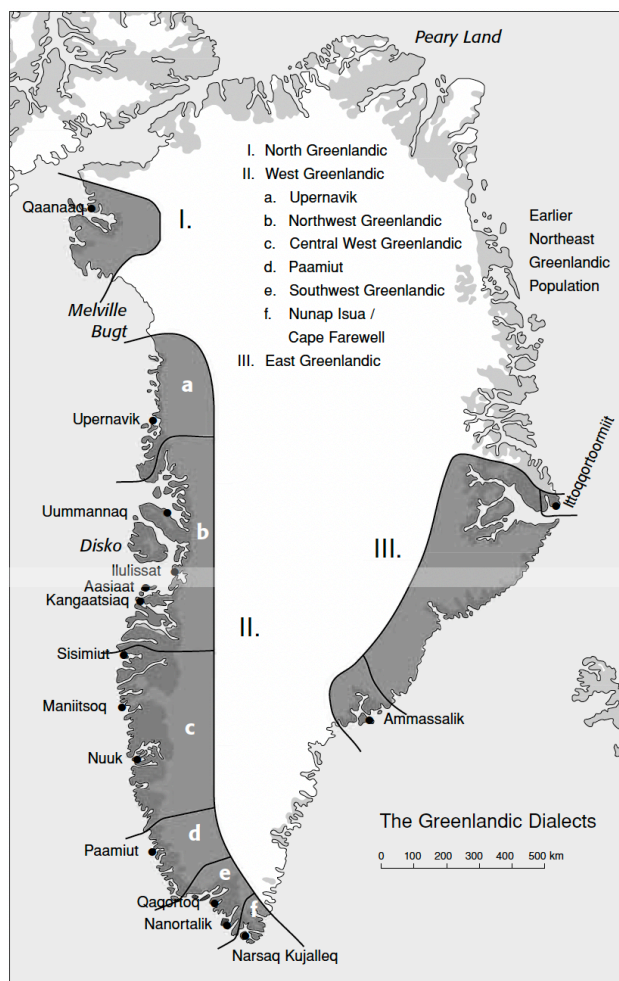 Peary Land
I. North Greenlandic
II. West Greenlandic
a. Upernavik
b. Northwest Greenlandic
c. Central West Greenlandic
d. Paamiut
e. Southwest Greenlandic
f. Nunap Isua /
Cape Farewell
III. East Greenlandic
Earlier
Northeast
Greenlandic
Population
Qaanaaq
I.
Melville
Bugt
a
Upernavik
Uummannaq
b
Disko
Ilulissat
Aasiaat
Kangaatsiaq
II.
III.
Ittoqqortoormiit
Sisimiut
Maniitsoq
c
Nuuk
Ammassalik
Paamiut
d
e
Qaqortoq
f
Nanortalik
Narsaq Kujalleq
The Greenlandic Dialects
0 100 200 300 400 500 km